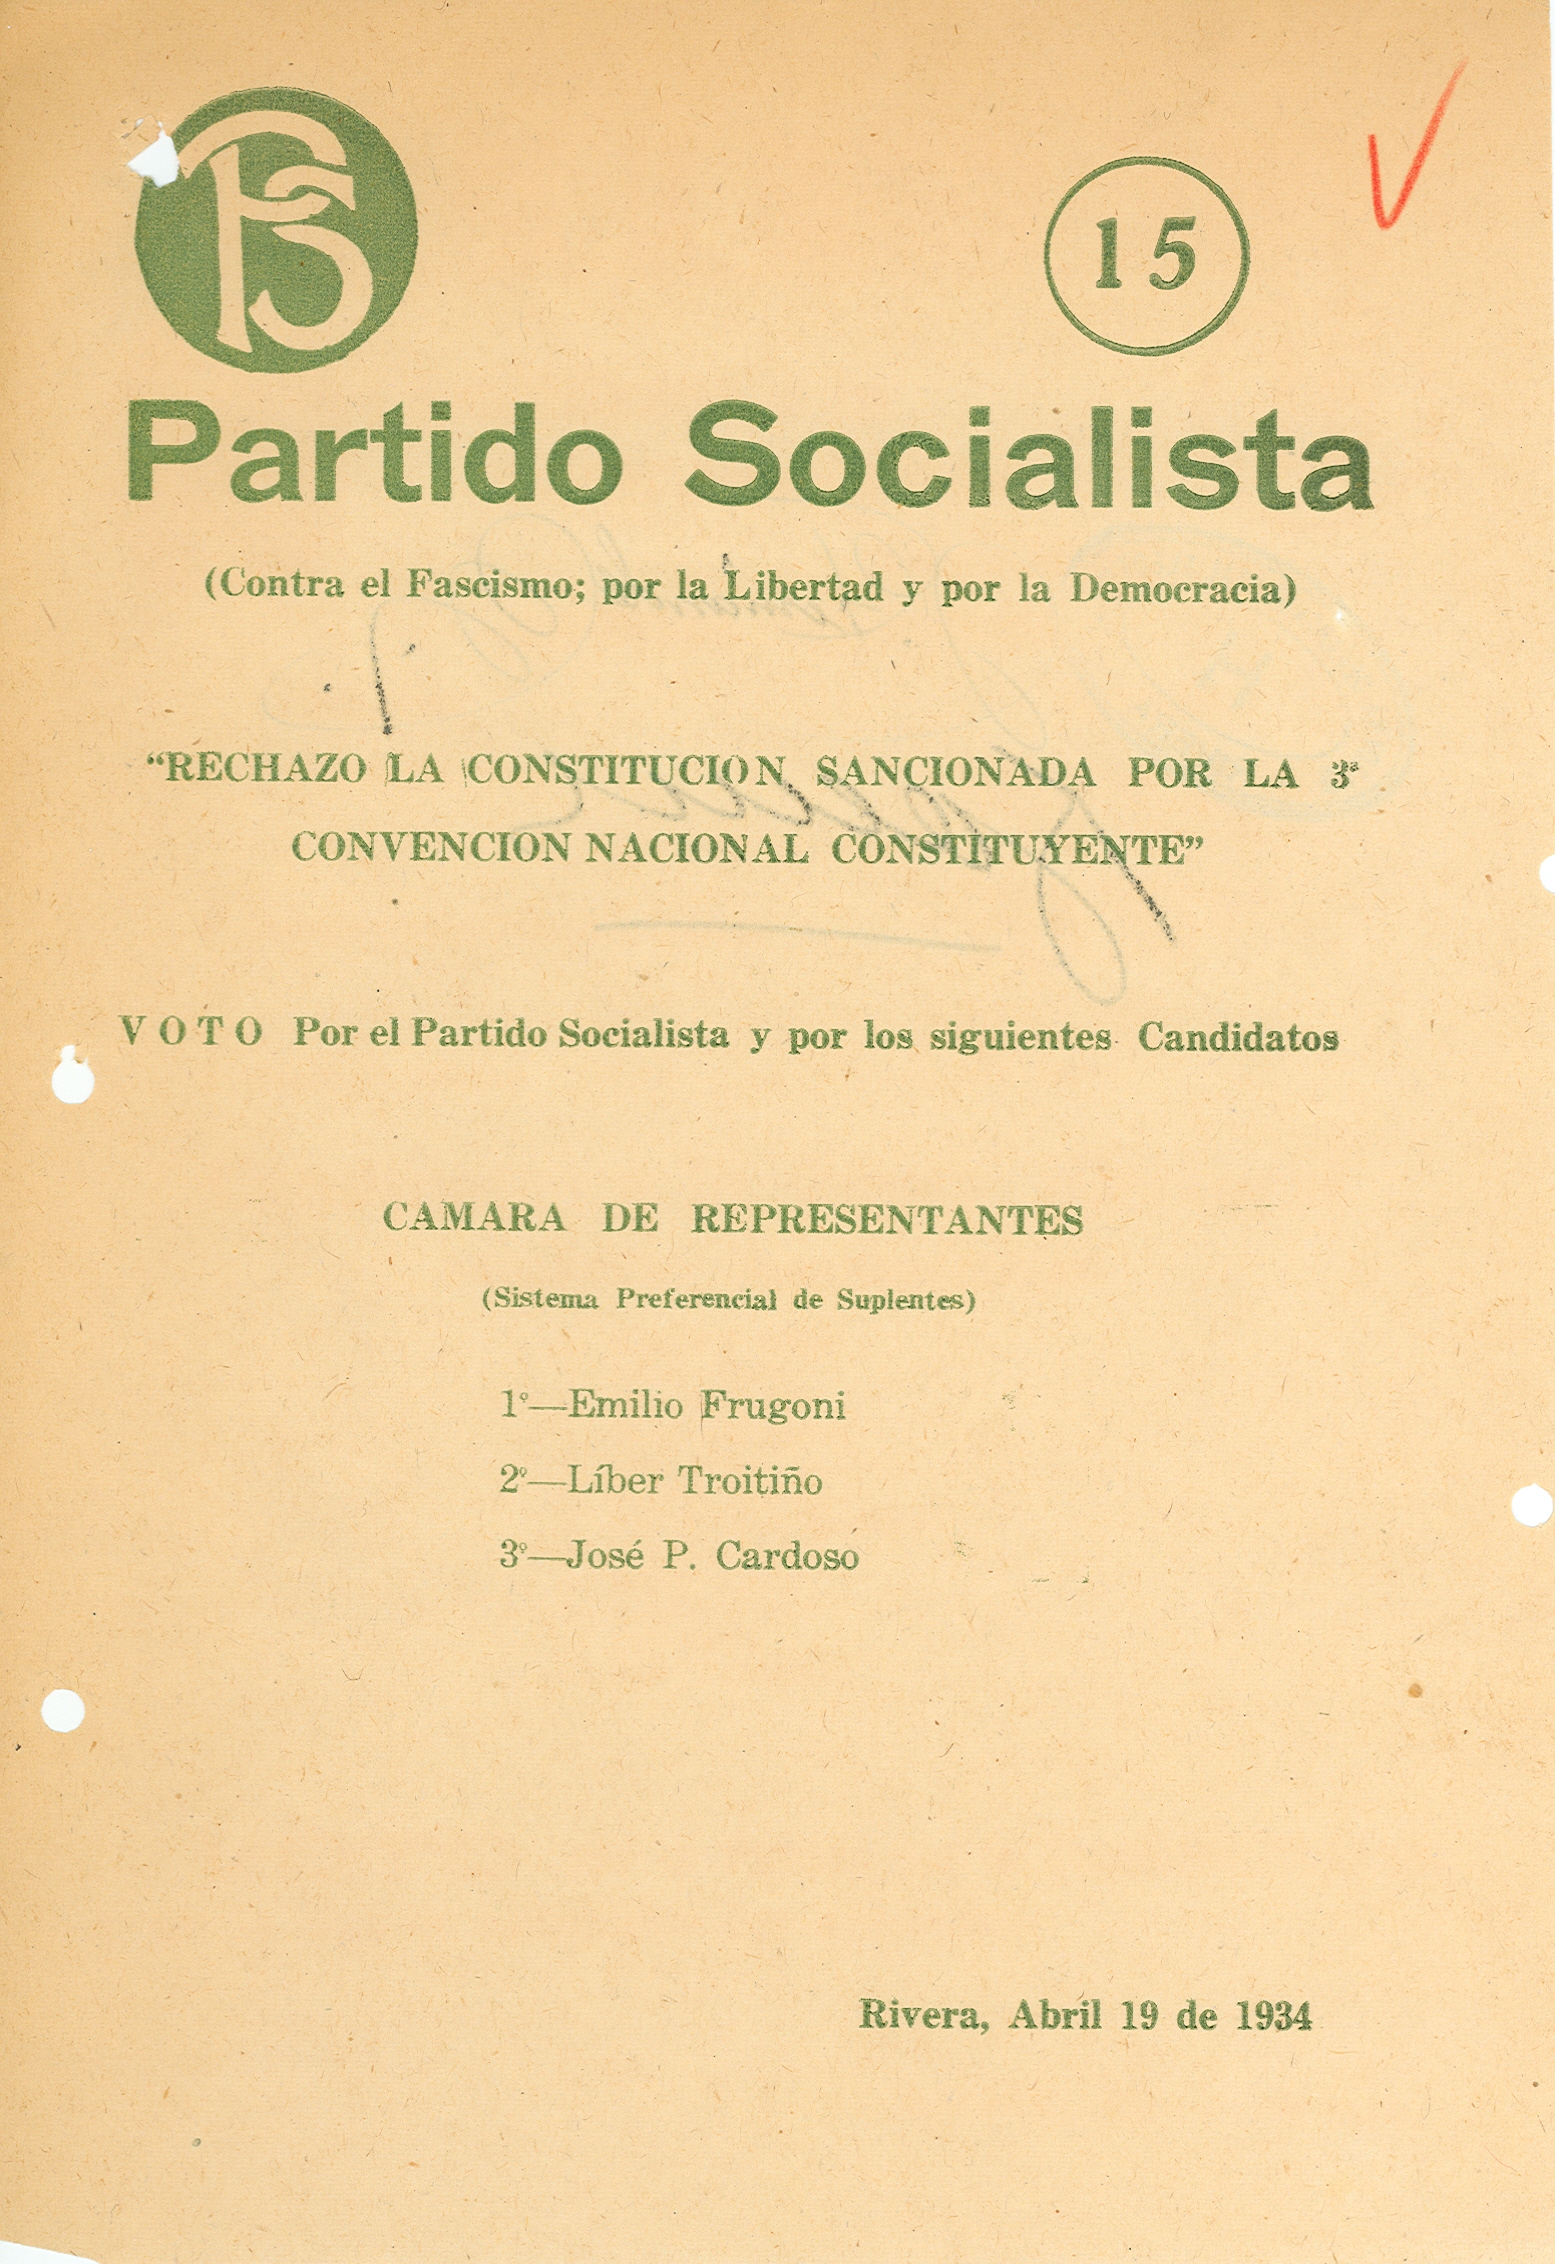 PS
15
Partido Socialista
(Contra el Fascismo; por la Libertad y por la Democracia)
“RECHAZO LA CONSTITUCION SANCIONADA POR LA 3ª
CONVENCION NACIONAL CONSTITUYENTE”
VOTO Por el Partido Socialista y por los siguientes Candidatos
CAMARA DE REPRESENTANTES
(Sistema Preferencial de Suplentes)
1º—Emilio Frugoni
2º—Líber Troitiño
3º—José P. Cardoso
Rivera, Abril 19 de 1934